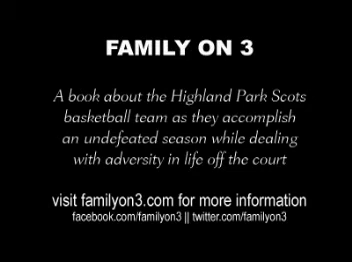 FAMILY ON 3
A book about the Highland Park Scots
basketball team as they accomplish
an undefeated season while dealing
with adversity in life off the court
visit familyon3.com for more information
facebook.com/familyon3 || twitter.com/familyon3